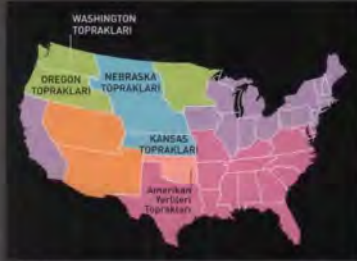 WASHINGTON
TOPRAKLARI
OREGON
TOPRAKLARI
NEBRASKA
TOPRAKLARI
KANSAS
TOPRAKLARI
Amerikan
Yerlileri
Toprakları